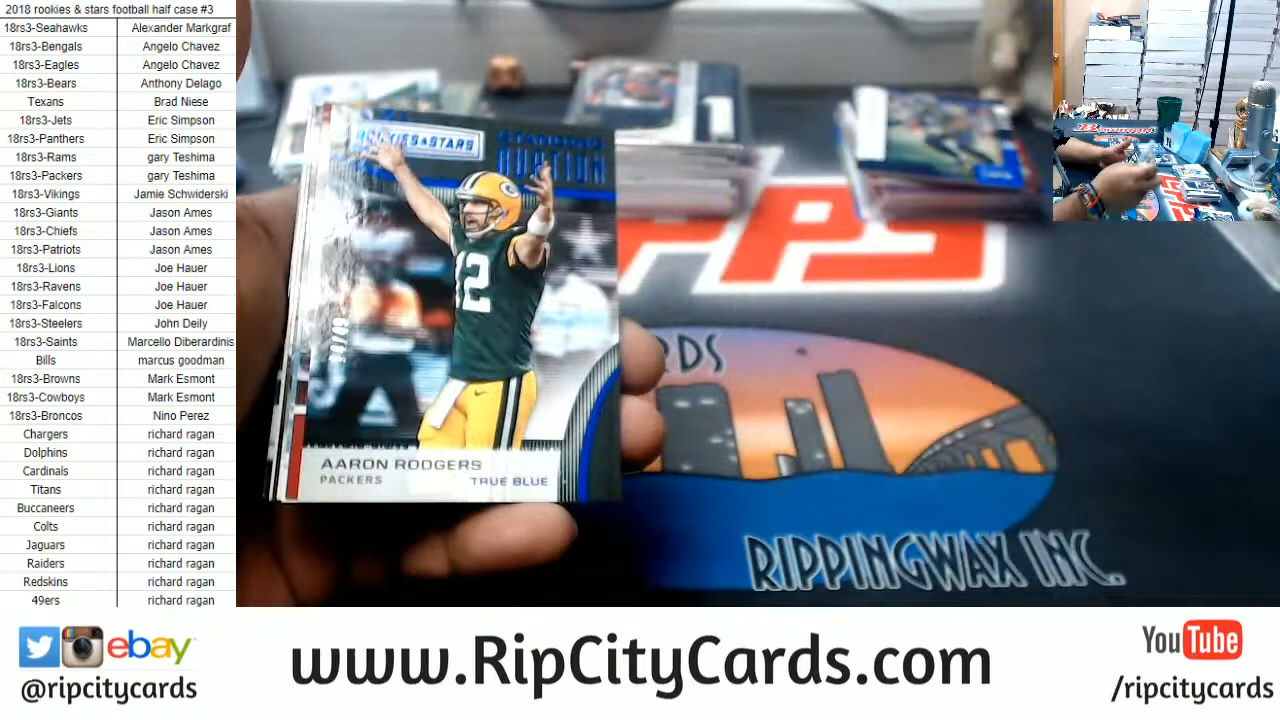 2018 rookies & stars football half case #3
18rs3-Seahawks Alexander Markgraf
18rs3-Bengals Angelo Chavez
18rs3-Eagles Angelo Chavez
18rs3-Bears Anthony Delago
Texans Brad Niese
18rs3-Jets Eric Simpson
18rs3-Panthers Eric Simpson
18rs3-Rams gary Teshima
18rs3-Packers gary Teshima
18rs3-Vikings Jamie Schwiderski
18rs3-Giants Jason Ames
18rs3-Chiefs Jason Ames
18rs3-Patriots Jason Ames
18rs3-Lions Joe Hauer
18rs3-Ravens Joe Hauer
18rs3-Falcons Joe Hauer
18rs3-Steelers John Deily
18rs3-Saints Marcello Diberardinis
Bills marcus goodman
18rs3-Browns Mark Esmont
18rs3-Cowboys Mark Esmont
18rs3-Broncos Nino Perez
Chargers richard ragan
Dolphins richard ragan
Cardinals richard ragan
Titans richard ragan
Buccaneers richard ragan
Colts richard ragan
Jaguars richard ragan
Raiders richard ragan
Redskins richard ragan
49ers richard ragan
ROOKIES & STARS
STANDING
OVATION
12
AARON RODGERS
PACKERS TRUE BLUE
RIPPINGWAX INC.
ebay
@ripcitycards
www.RipCityCards.com
YouTube
/ripcitycards